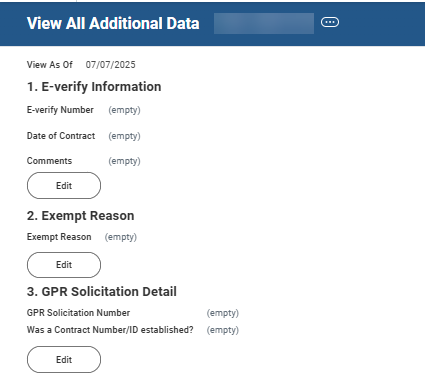 View All Additional Data
View As Of 07/07/2025
1. E-verify Information
E-verify Number (empty)
Date of Contract (empty)
Comments (empty)
Edit
2. Exempt Reason
Exempt Reason (empty)
Edit
3. GPR Solicitation Detail
GPR Solicitation Number (empty)
Was a Contract Number/ID established? (empty)
Edit